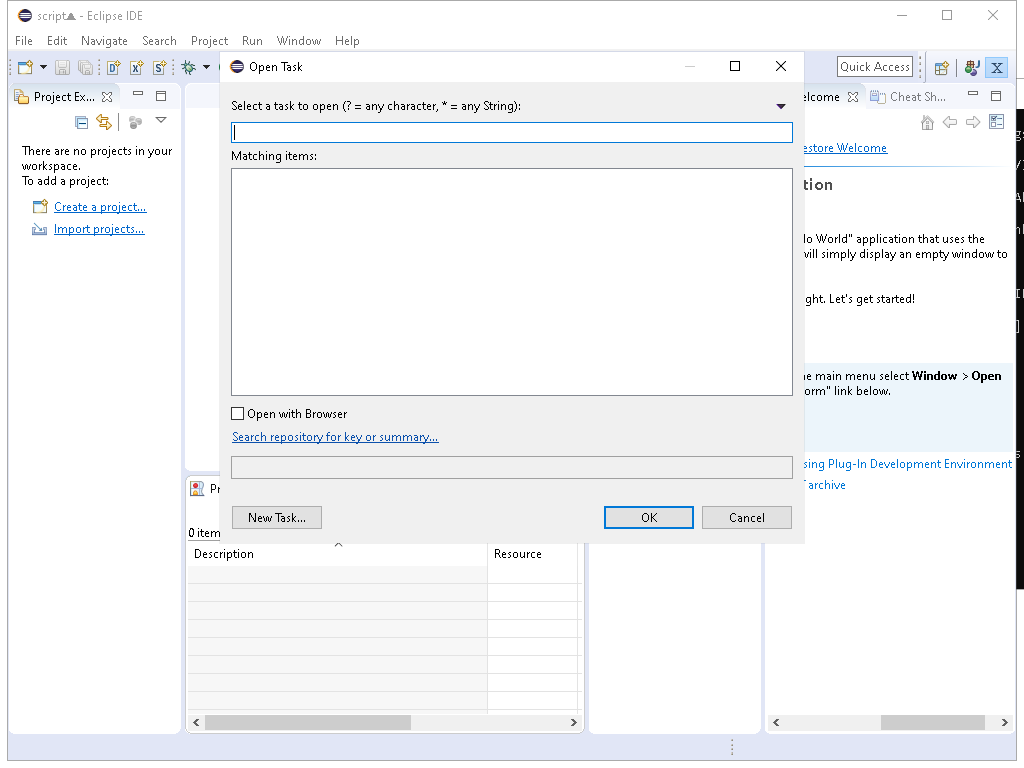 script - Eclipse IDE
File Edit Navigate Search Project Run Window Help
Quick Access
Open Task
Select a task to open (? = any character, * = any String):
Matching items:
Open with Browser
Search repository for key or summary...
New Task...
OK
Cancel
Project Ex...
There are no projects in your
workspace.
To add a project:
Create a project...
Import projects...
Cheat Sh...
estore Welcome
tion
lo World" application that uses the
will simply display an empty window to
ght. Let's get started!
e main menu select Window > Open
orm" link below.
sing Plug-In Development Environment
archive
Pr
0 item
Description
Resource